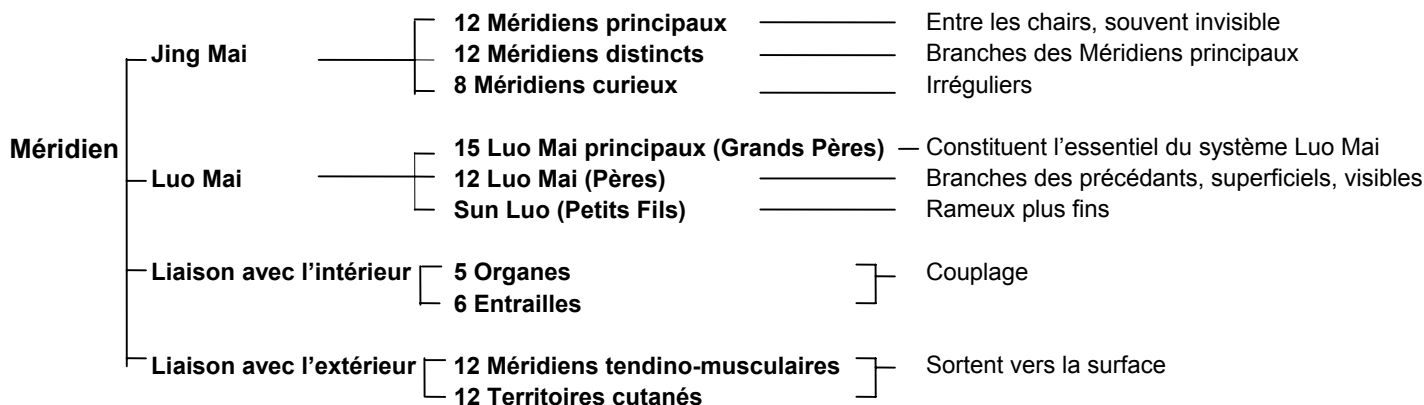 12 Méridiens principaux Entre les chairs, souvent invisible
Jing Mai 12 Méridiens distincts Branches des Méridiens principaux
8 Méridiens curieux Irréguliers
Méridien 15 Luo Mai principaux (Grands Pères) Constituent l’essentiel du système Luo Mai
Luo Mai 12 Luo Mai (Pères) Branches des précédants, superficiels, visibles
Sun Luo (Petits Fils) Rameux plus fins
Liaison avec l’intérieur 5 Organes Couplage
6 Entrailles
Liaison avec l’extérieur 12 Méridiens tendino-musculaires Sortent vers la surface
12 Territoires cutanés